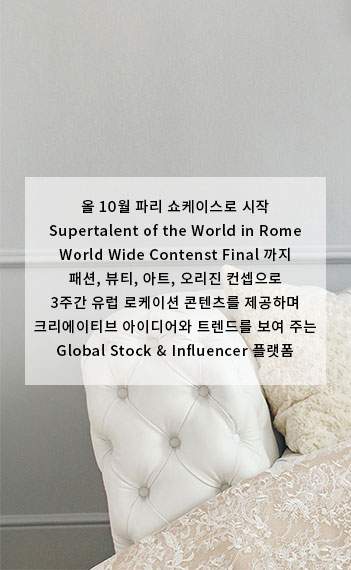 올 10월 파리 쇼케이스로 시작
Supertalent of the World in Rome
World Wide Contenst Final 까지
패션, 뷰티, 아트, 오리진 컨셉으로
3주간 유럽 로케이션 콘텐츠를 제공하며
크리에이티브 아이디어와 트렌드를 보여 주는
Global Stock & Influencer 플랫폼